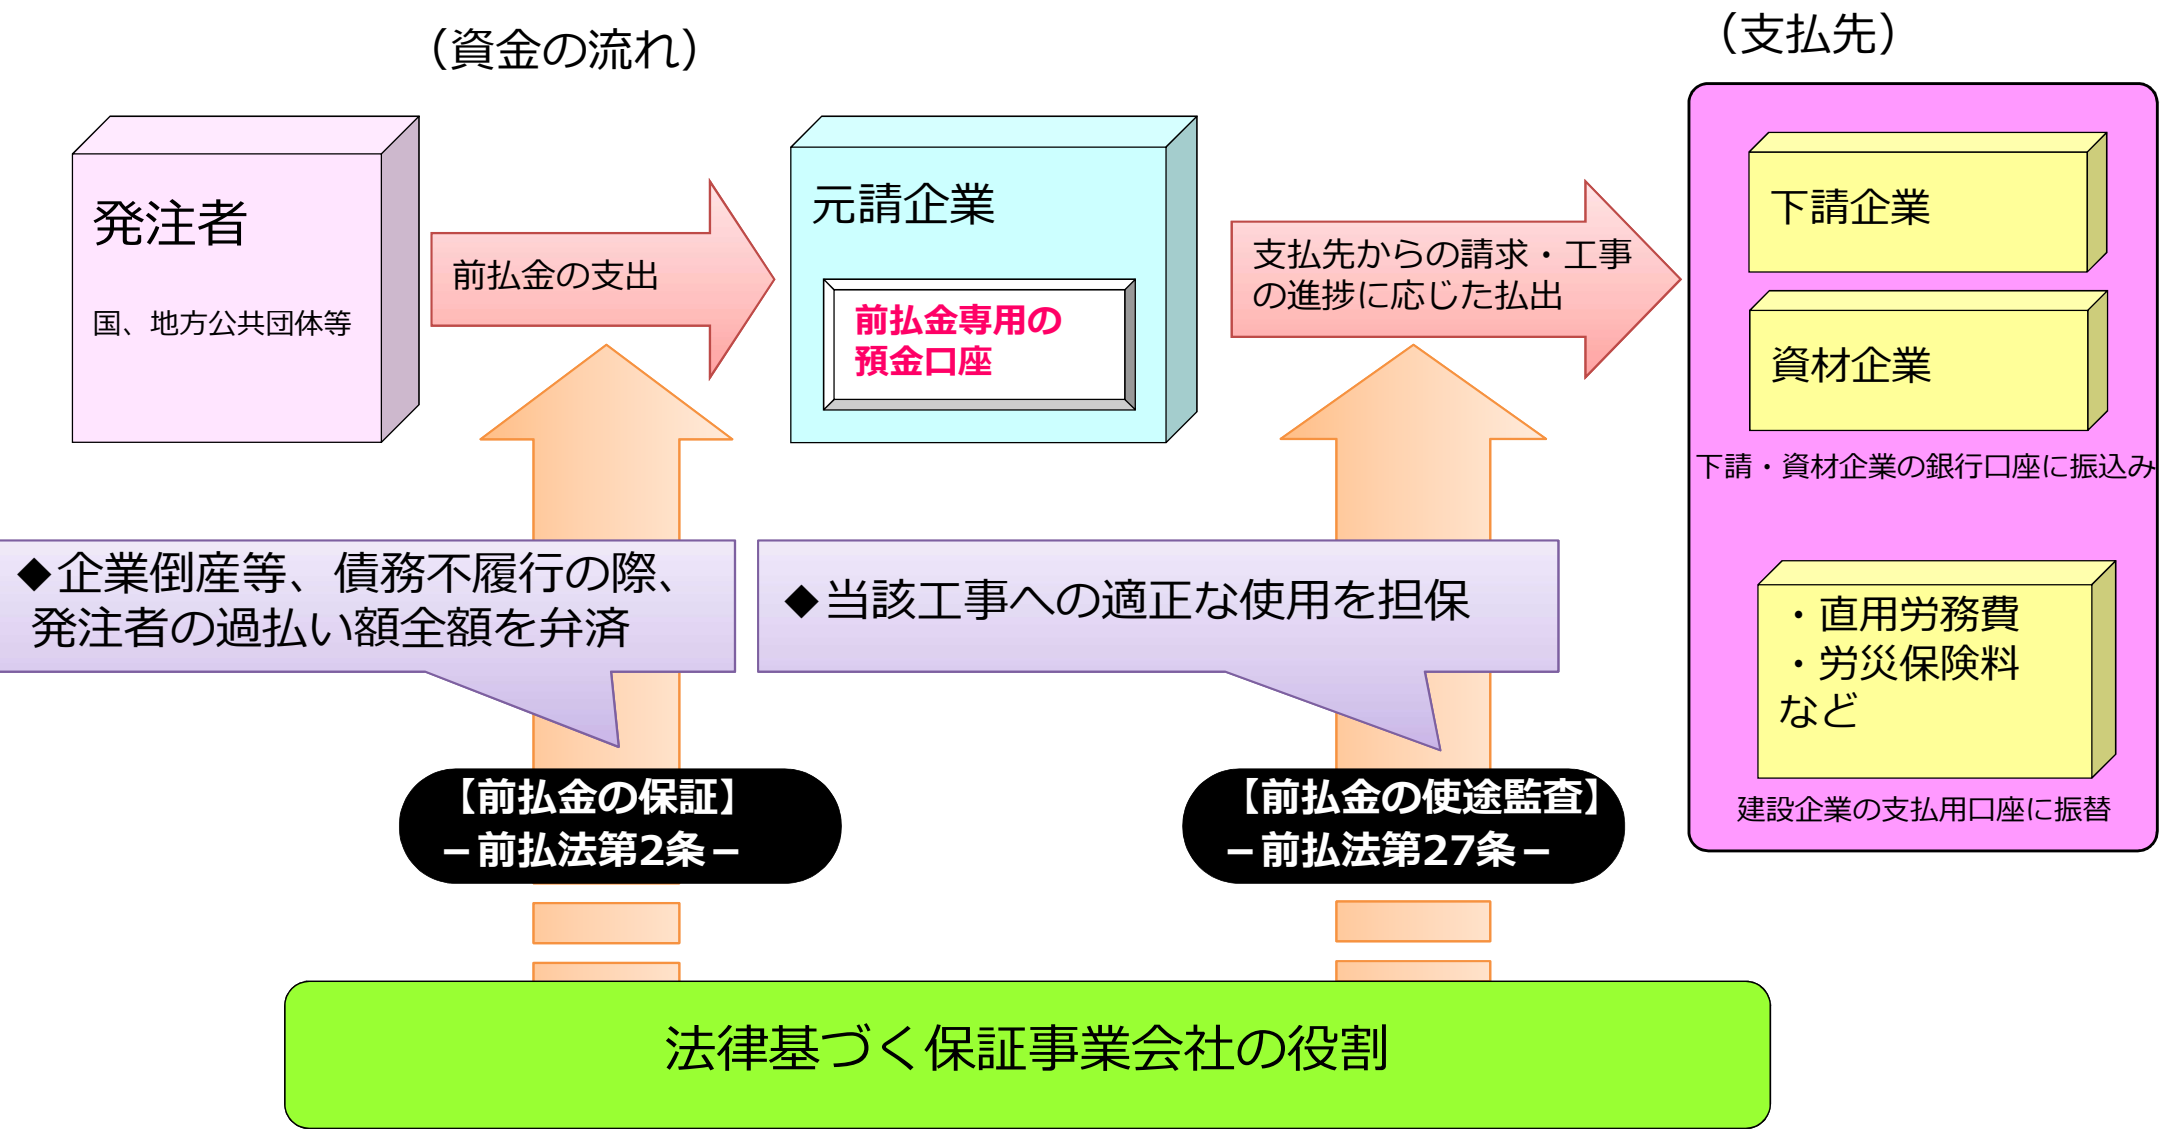 （資金の流れ）
（支払先）
発注者
国、地方公共団体等
前払金の支出
元請企業
前払金専用の
預金口座
支払先からの請求・工事
の進捗に応じた払出
下請企業
資材企業
下請・資材企業の銀行口座に振込み
・直用労務費
・労災保険料
など
建設企業の支払用口座に振替
◆企業倒産等、債務不履行の際、
発注者の過払い額全額を弁済
◆当該工事への適正な使用を担保
【前払金の保証】
－前払法第2条－
【前払金の使途監査】
－前払法第27条－
法律基づく保証事業会社の役割